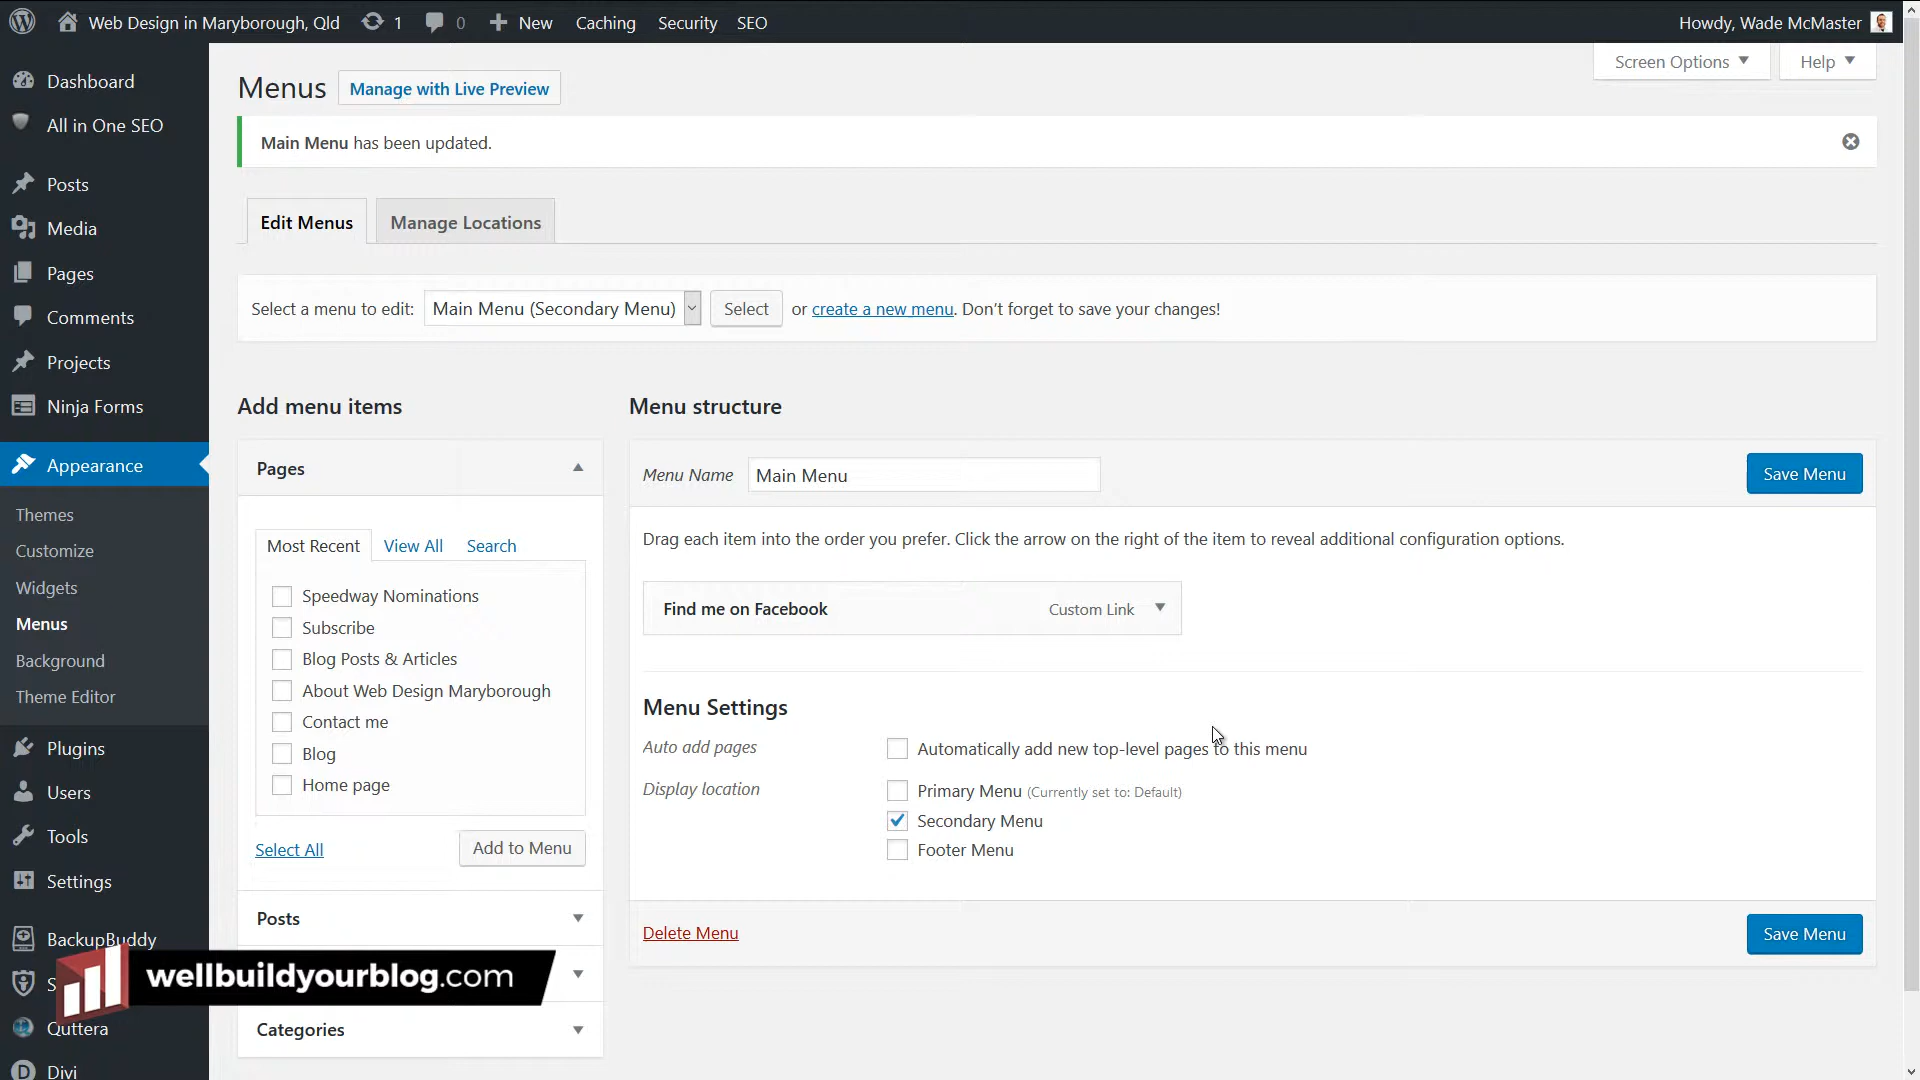 Web Design in Maryborough, Qld 1 0 New Caching Security SEO Howdy, Wade McMaster
Dashboard
All in One SEO
Posts
Media
Pages
Comments
Projects
Ninja Forms
Appearance
Themes
Customize
Widgets
Menus
Background
Theme Editor
Plugins
Users
Tools
Settings
BackupBuddy
S
Quttera
Divi
Screen Options Help
Menus Manage with Live Preview
Main Menu has been updated.
Edit Menus Manage Locations
Select a menu to edit: Main Menu (Secondary Menu) Select or create a new menu. Don’t forget to save your changes!
Add menu items
Pages
Most Recent View All Search
Speedway Nominations
Subscribe
Blog Posts & Articles
About Web Design Maryborough
Contact me
Blog
Home page
Select All Add to Menu
Posts
Categories
Menu structure
Menu Name Main Menu Save Menu
Drag each item into the order you prefer. Click the arrow on the right of the item to reveal additional configuration options.
Find me on Facebook Custom Link
Menu Settings
Auto add pages Automatically add new top-level pages to this menu
Display location Primary Menu (Currently set to: Default)
Secondary Menu
Footer Menu
Delete Menu Save Menu
wellbuildyourblog.com